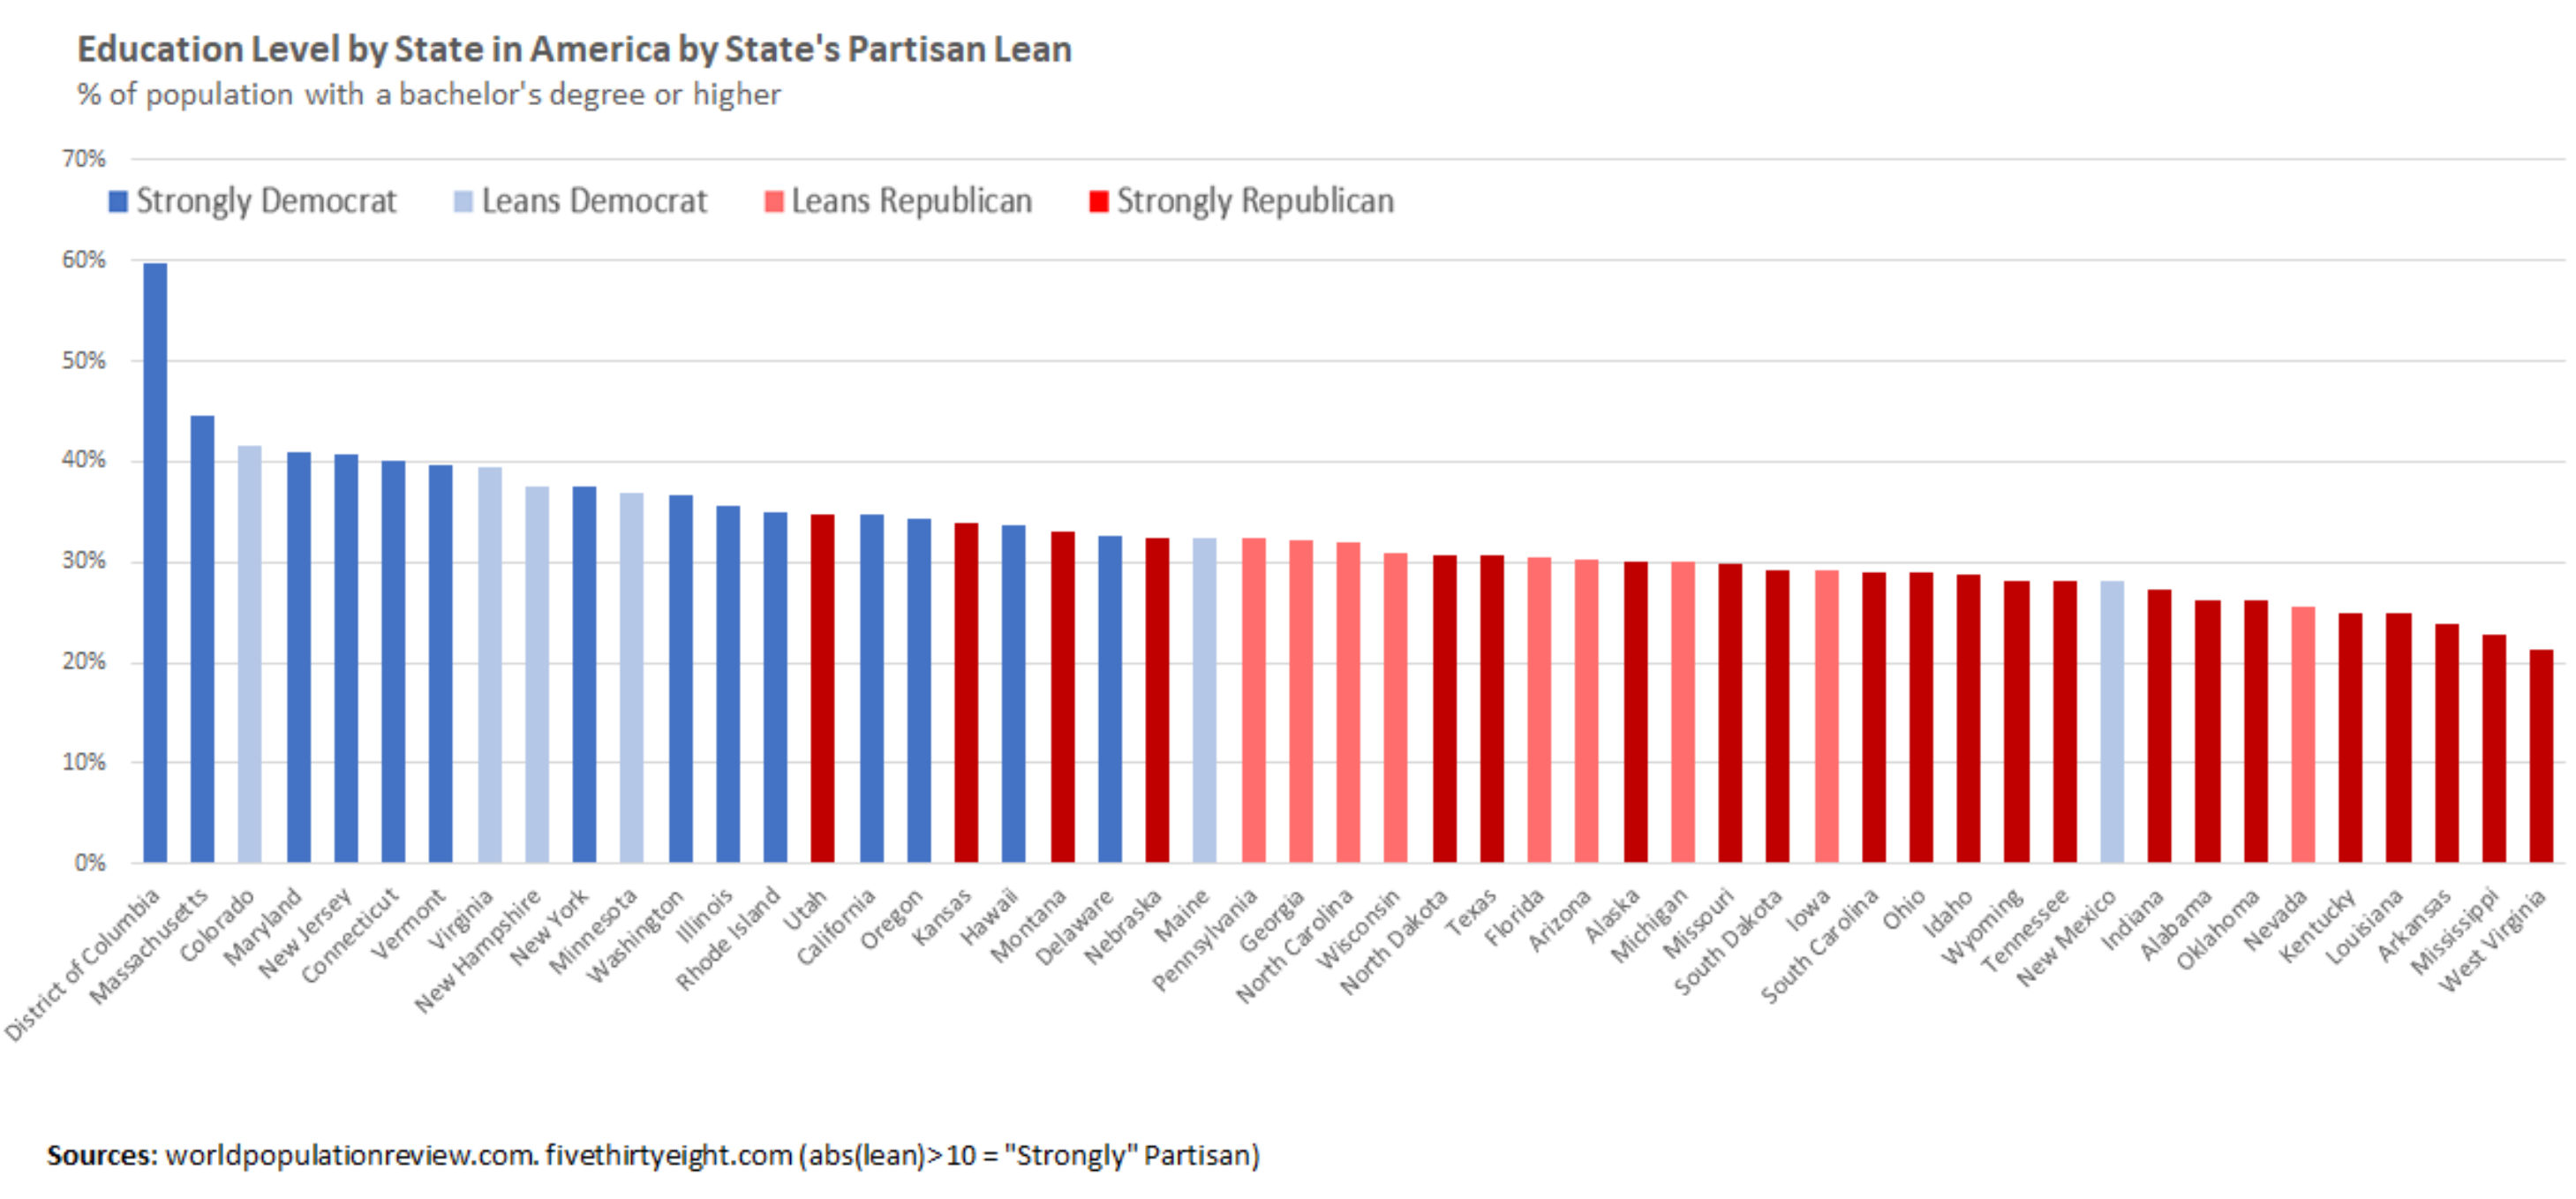 Education Level by State in America by State's Partisan Lean
% of population with a bachelor's degree or higher
70%
Strongly Democrat Leans Democrat Leans Republican Strongly Republican
60%
50%
40%
30%
20%
10%
0%
District of Columbia
Massachusetts
Colorado
Maryland
New Jersey
Connecticut
Vermont
Virginia
New Hampshire
New York
Minnesota
Washington
Illinois
Rhode Island
Utah
California
Oregon
Kansas
Hawaii
Montana
Delaware
Nebraska
Maine
Pennsylvania
Georgia
North Carolina
Wisconsin
North Dakota
Texas
Florida
Arizona
Alaska
Michigan
Missouri
South Dakota
Iowa
South Carolina
Ohio
Idaho
Wyoming
Tennessee
New Mexico
Indiana
Alabama
Oklahoma
Nevada
Kentucky
Louisiana
Arkansas
Mississippi
West Virginia
Sources: worldpopulationreview.com. fivethirtyeight.com (abs(lean)>10 = "Strongly" Partisan)